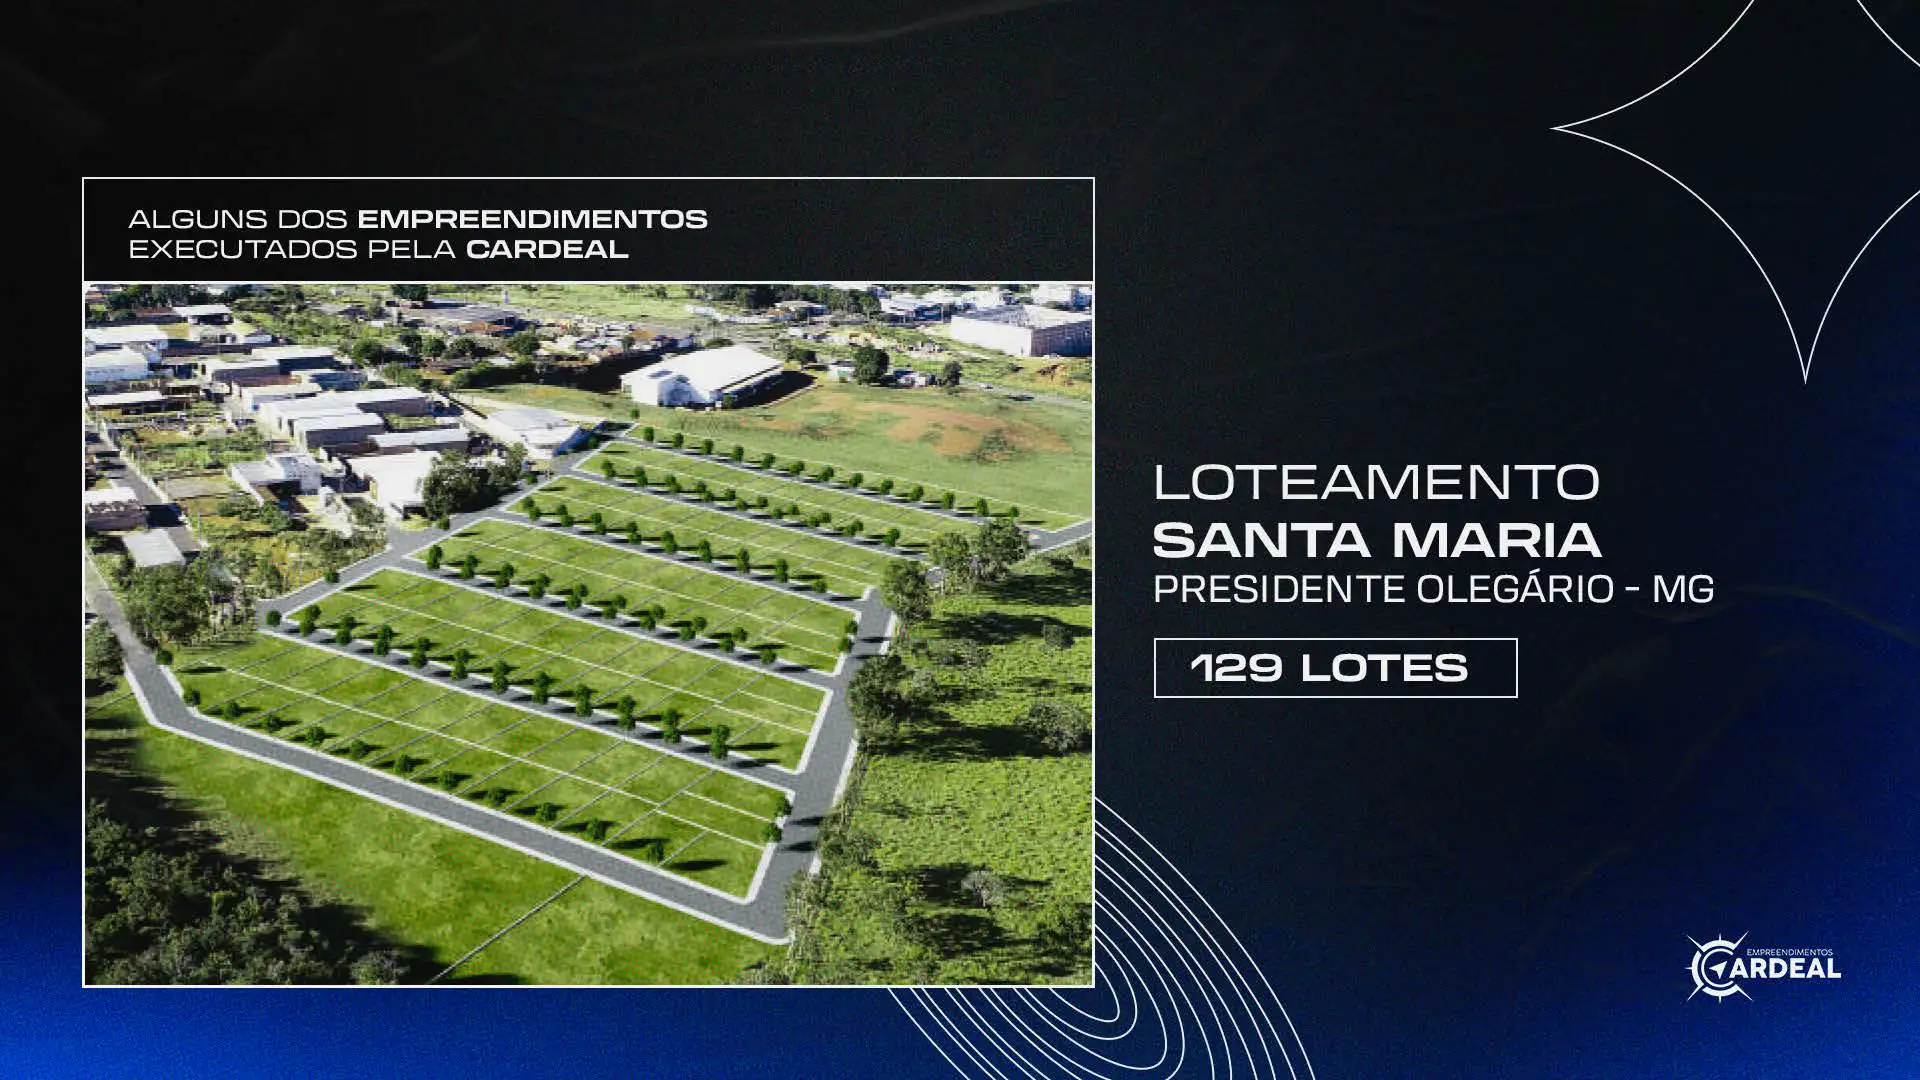 ALGUNS DOS EMPREENDIMENTOS
EXECUTADOS PELA CARDEAL
LOTEAMENTO
SANTA MARIA
PRESIDENTE OLEGÁRIO - MG
129 LOTES
EMPREENDIMENTOS
CARDEAL